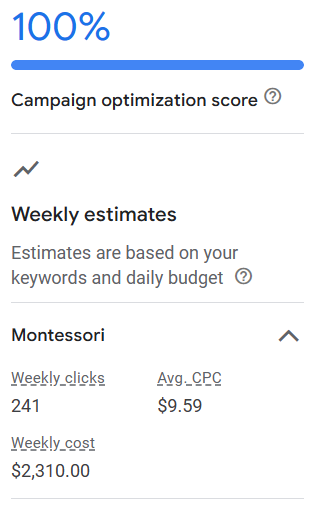 100%
Campaign optimization score
Weekly estimates
Estimates are based on your
keywords and daily budget
Montessori
Weekly clicks
Avg. CPC
241
$9.59
Weekly cost
$2,310.00